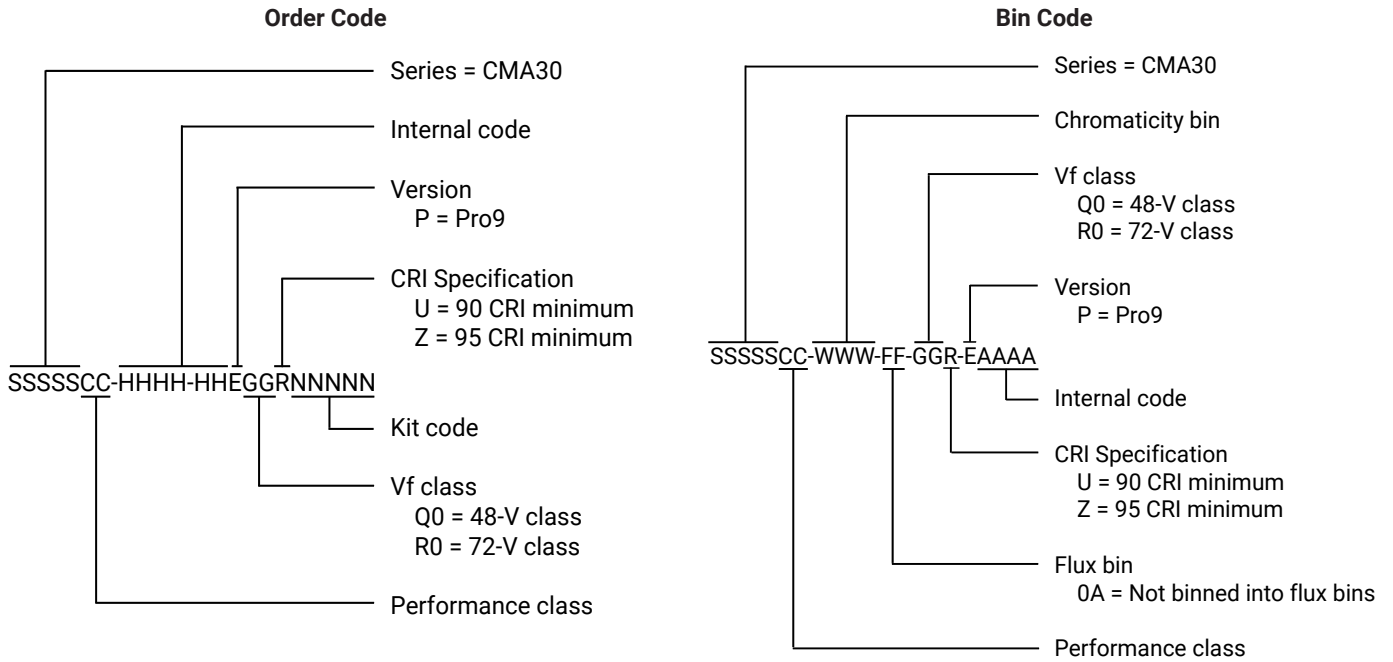 Order Code
Series = CMA30
Internal code
Version
P = Pro9
CRI Specification
U = 90 CRI minimum
Z = 95 CRI minimum
SSSSSCC-HHHH-HHEGGRNNNNN
Kit code
Vf class
Q0 = 48-V class
R0 = 72-V class
Performance class
Bin Code
Series = CMA30
Chromaticity bin
Vf class
Q0 = 48-V class
R0 = 72-V class
Version
P = Pro9
SSSSSCC-WWW-FF-GGR-EAAAA
Internal code
CRI Specification
U = 90 CRI minimum
Z = 95 CRI minimum
Flux bin
0A = Not binned into flux bins
Performance class